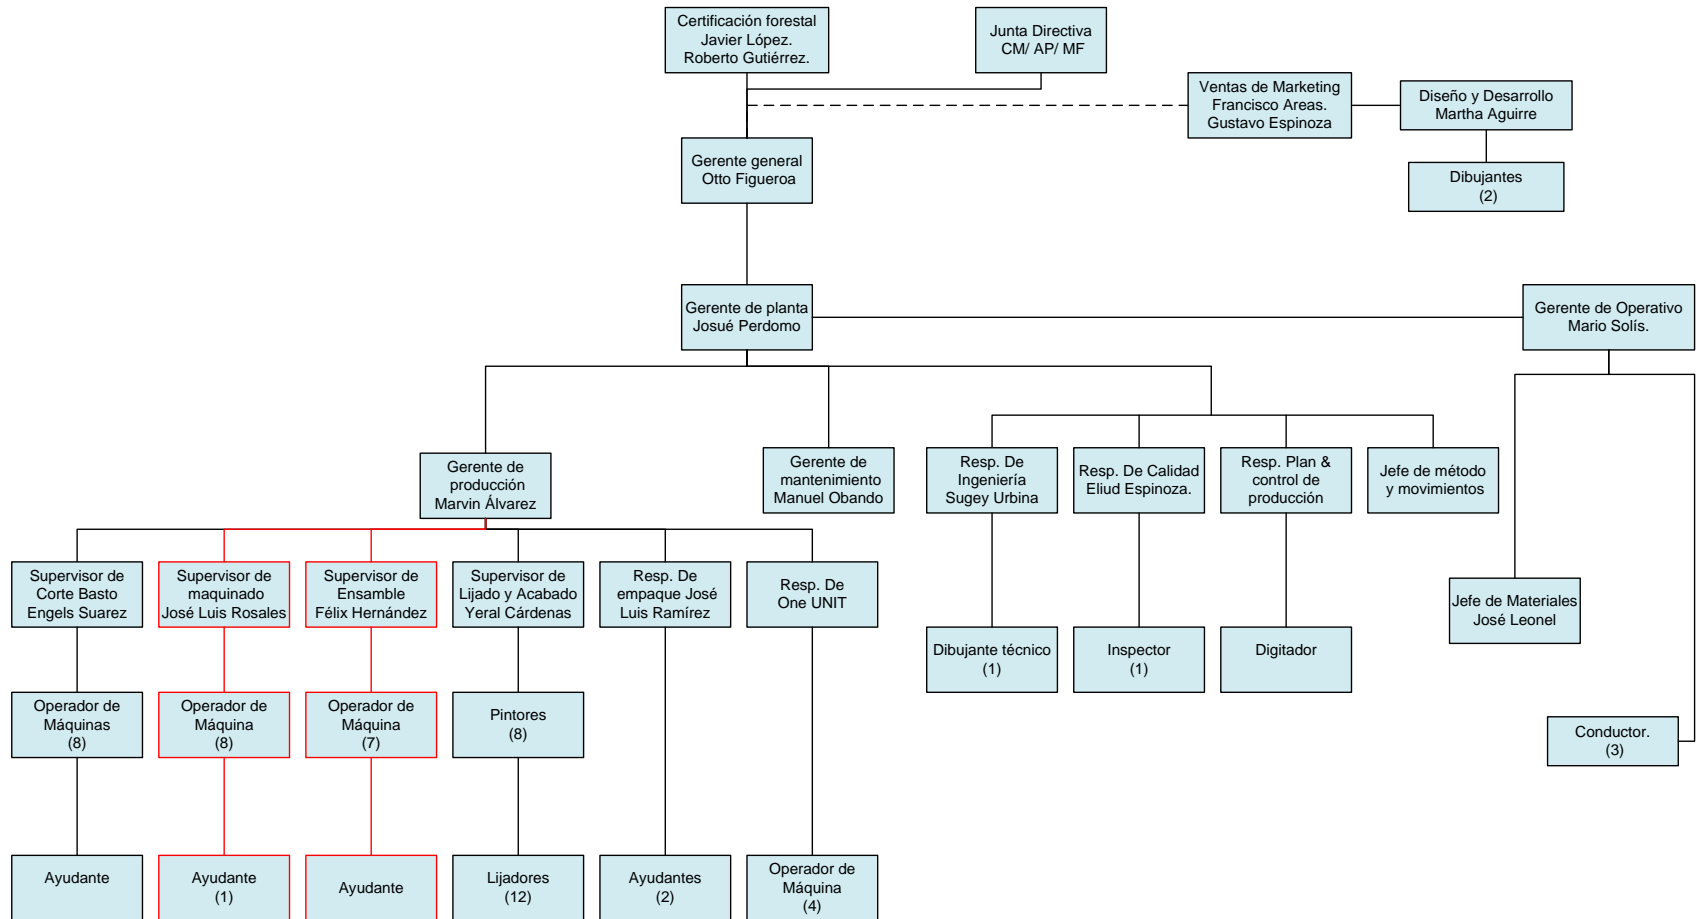 Certificación forestal
Javier López.
Roberto Gutiérrez.
Junta Directiva
CM/ AP/ MF
Ventas de Marketing
Francisco Areas.
Gustavo Espinoza
Diseño y Desarrollo
Martha Aguirre
Gerente general
Otto Figueroa
Dibujantes
(2)
Gerente de planta
Josué Perdomo
Gerente de Operativo
Mario Solís.
Gerente de
producción
Marvin Álvarez
Gerente de
mantenimiento
Manuel Obando
Resp. De
Ingeniería
Sugey Urbina
Resp. De Calidad
Eliud Espinoza.
Resp. Plan &
control de
producción
Jefe de método
y movimientos
Supervisor de
Corte Basto
Engels Suarez
Supervisor de
maquinado
José Luis Rosales
Supervisor de
Ensamble
Félix Hernández
Supervisor de
Lijado y Acabado
Yeral Cárdenas
Resp. De
empaque José
Luis Ramírez
Resp. De
One UNIT
Jefe de Materiales
José Leonel
Dibujante técnico
(1)
Inspector
(1)
Digitador
Operador de
Máquinas
(8)
Operador de
Máquina
(8)
Operador de
Máquina
(7)
Pintores
(8)
Conductor.
(3)
Ayudante
Ayudante
(1)
Ayudante
Lijadores
(12)
Ayudantes
(2)
Operador de
Máquina
(4)